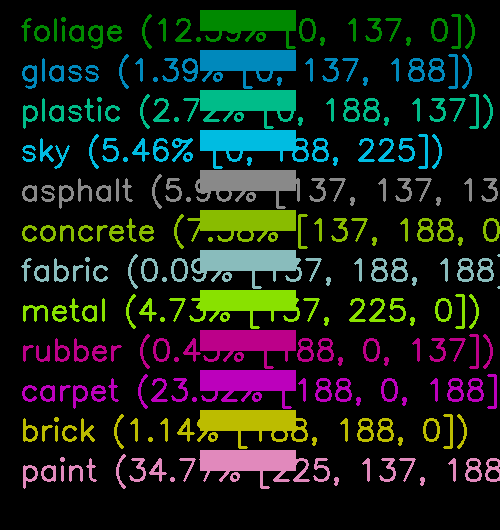 foliage (12.59% [0, 137, 0])
glass (1.39% [0, 137, 188])
plastic (2.72% [0, 188, 137])
sky (5.46% [0, 188, 225])
asphalt (5.96% [137, 137, 13
concrete (7.58% [137, 188, 0
fabric (0.09% [137, 188, 188]
metal (4.73% [137, 225, 0])
rubber (0.45% [188, 0, 137])
carpet (23.52% [188, 0, 188]
brick (1.14% [188, 188, 0])
paint (34.77% [225, 137, 188